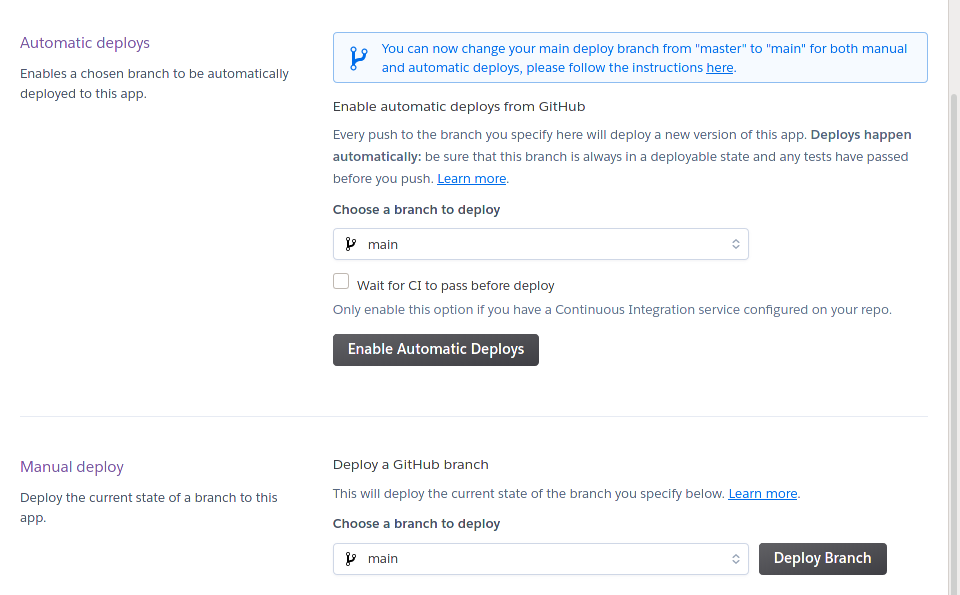 Automatic deploys
Enables a chosen branch to be automatically
deployed to this app.
You can now change your main deploy branch from "master" to "main" for both manual
and automatic deploys, please follow the instructions here.
Enable automatic deploys from GitHub
Every push to the branch you specify here will deploy a new version of this app. Deploys happen
automatically: be sure that this branch is always in a deployable state and any tests have passed
before you push. Learn more.
Choose a branch to deploy
main
Wait for CI to pass before deploy
Only enable this option if you have a Continuous Integration service configured on your repo.
Enable Automatic Deploys
Manual deploy
Deploy the current state of a branch to this
app.
Deploy a GitHub branch
This will deploy the current state of the branch you specify below. Learn more.
Choose a branch to deploy
main
Deploy Branch